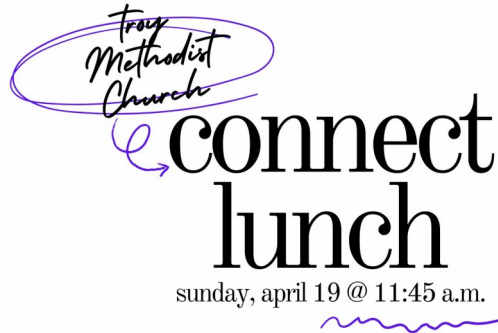 Troy
Methodist
Church
connect
lunch
sunday, april 19 @ 11:45 a.m.